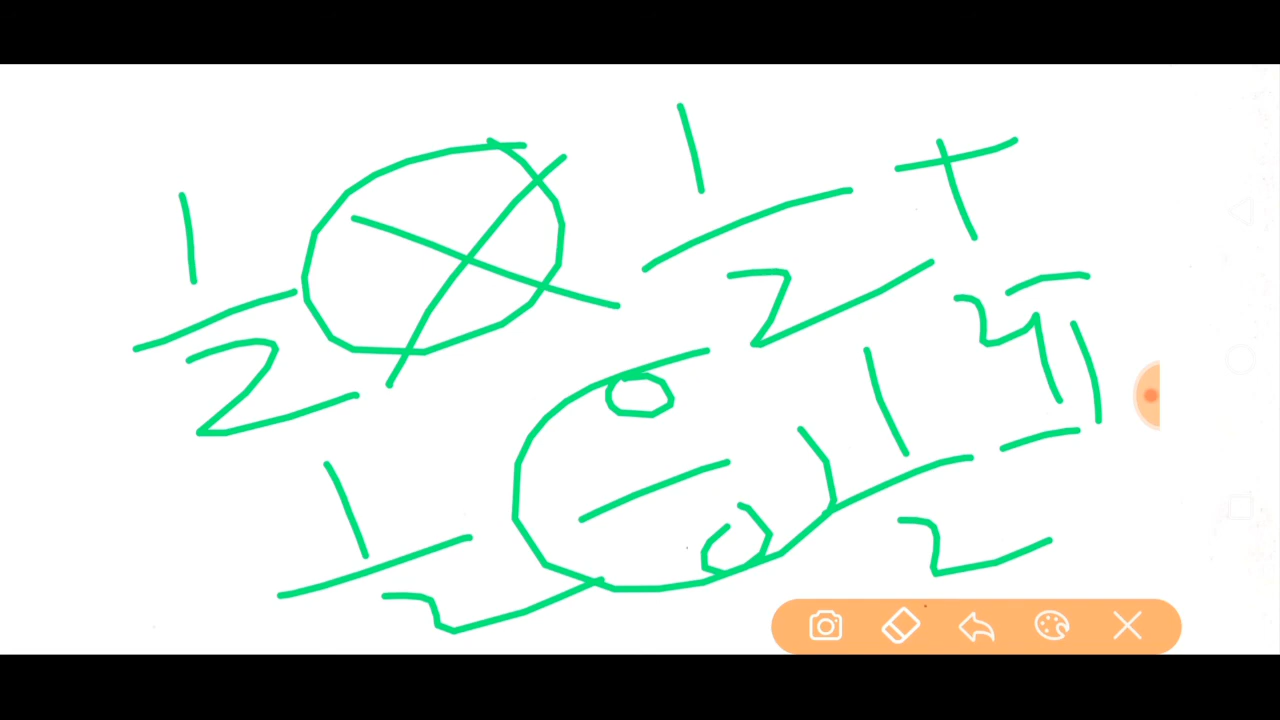 1/2 × 1/2 +
1/2 ÷ 1/2